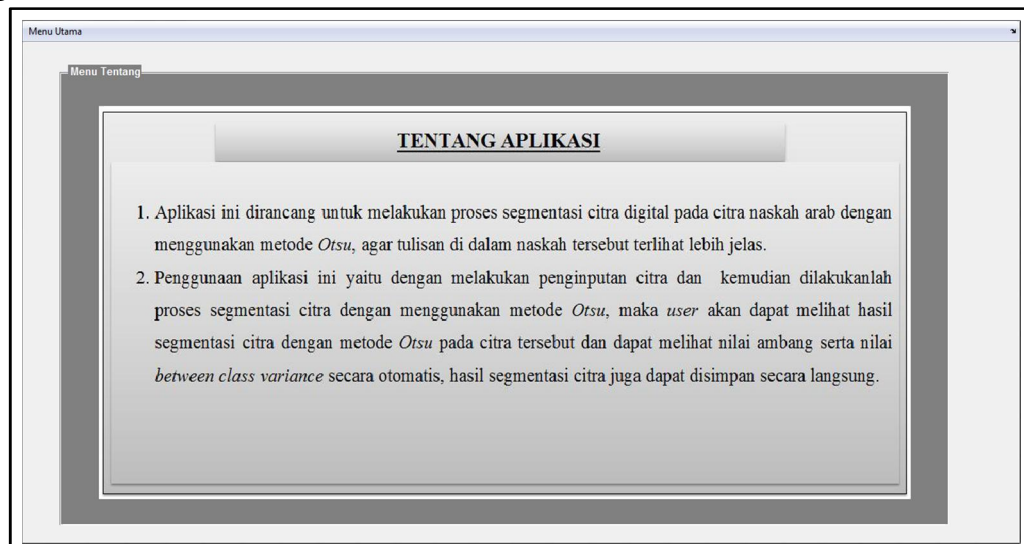 Menu Utama
Menu Tentang
TENTANG APLIKASI
1. Aplikasi ini dirancang untuk melakukan proses segmentasi citra digital pada citra naskah arab dengan
menggunakan metode Otsu, agar tulisan di dalam naskah tersebut terlihat lebih jelas.
2. Penggunaan aplikasi ini yaitu dengan melakukan penginputan citra dan kemudian dilakukanlah
proses segmentasi citra dengan menggunakan metode Otsu, maka user akan dapat melihat hasil
segmentasi citra dengan metode Otsu pada citra tersebut dan dapat melihat nilai ambang serta nilai
between class variance secara otomatis, hasil segmentasi citra juga dapat disimpan secara langsung.